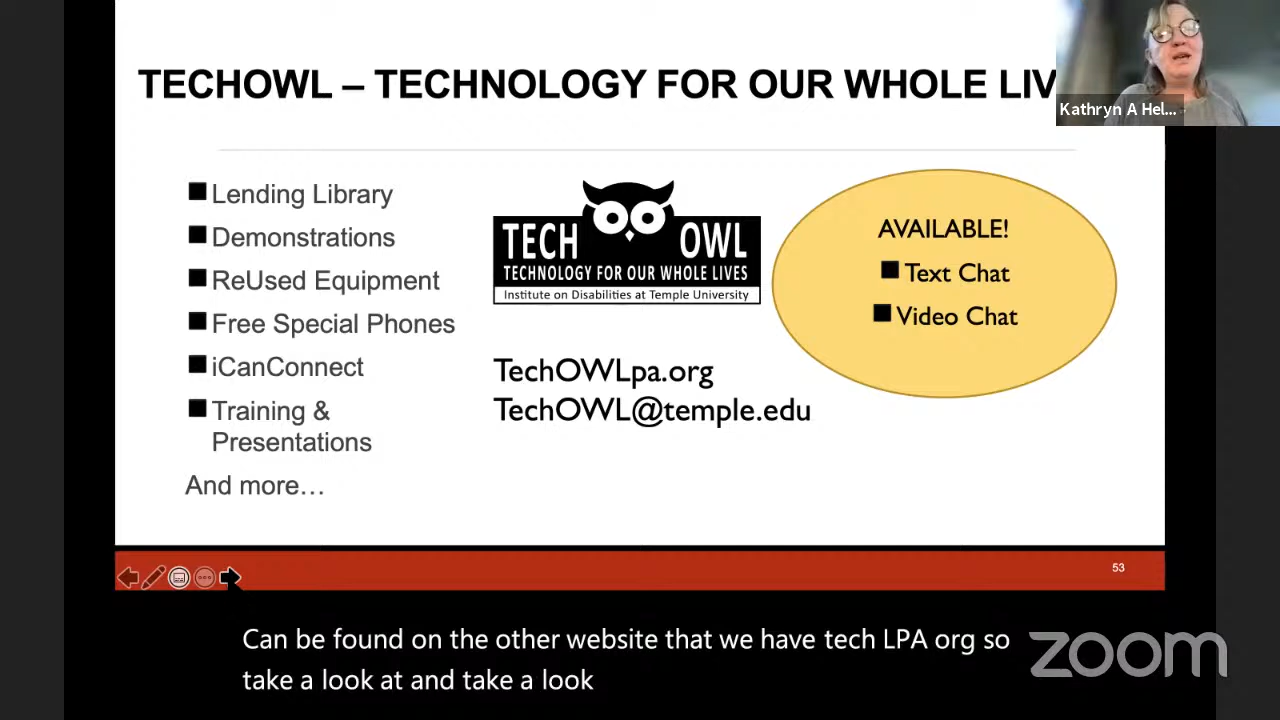 TECHOWL – TECHNOLOGY FOR OUR WHOLE LIV
Kathryn A Hel...
Lending Library
Demonstrations
ReUsed Equipment
Free Special Phones
iCanConnect
Training &
Presentations
And more…
TECH OWL
TECHNOLOGY FOR OUR WHOLE LIVES
Institute on Disabilities at Temple University
TechOWLpa.org
TechOWL@temple.edu
AVAILABLE!
Text Chat
Video Chat
53
Can be found on the other website that we have tech LPA org so
take a look at and take a look
zoom